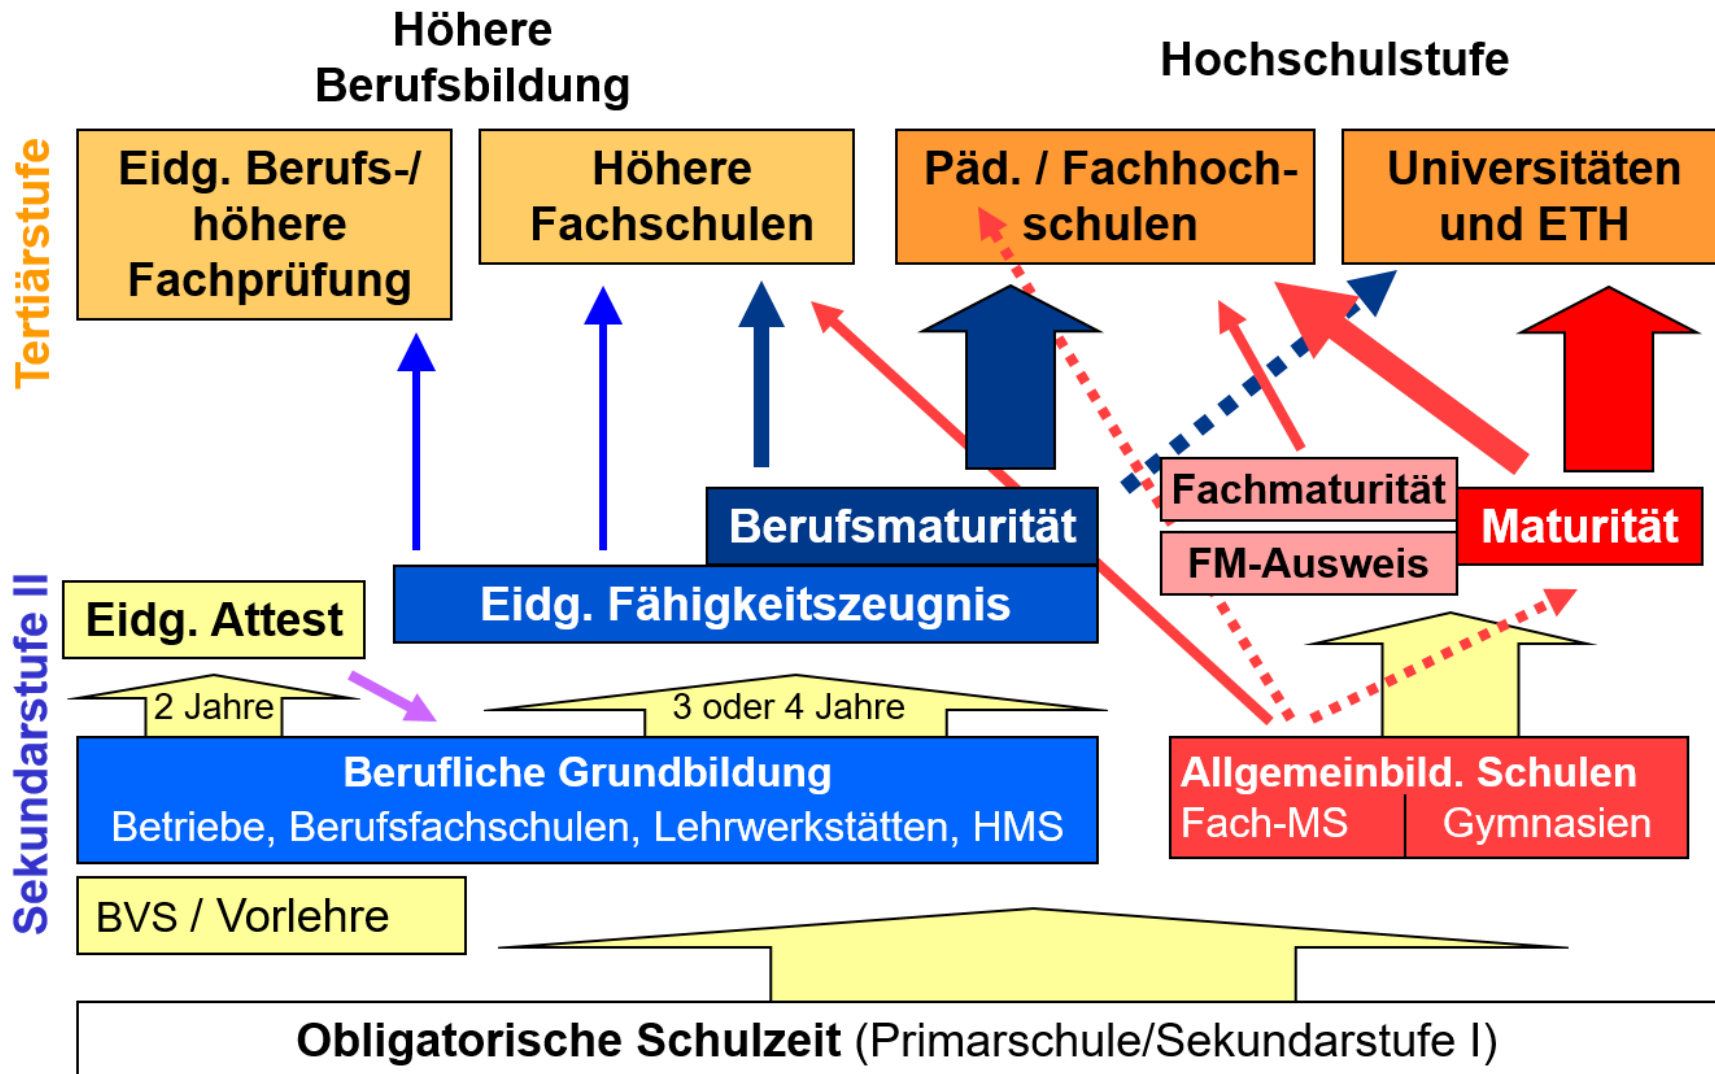 Höhere
Berufsbildung
Hochschulstufe
Tertiärstufe
Eidg. Berufs-/
höhere
Fachprüfung
Höhere
Fachschulen
Päd. / Fachhoch-
schulen
Universitäten
und ETH
Sekundarstufe II
Berufsmaturität
Fachmaturität
Maturität
FM-Ausweis
Eidg. Attest
Eidg. Fähigkeitszeugnis
2 Jahre
3 oder 4 Jahre
Berufliche Grundbildung
Betriebe, Berufsfachschulen, Lehrwerkstätten, HMS
Allgemeinbild. Schulen
Fach-MS
Gymnasien
BVS / Vorlehre
Obligatorische Schulzeit (Primarschule/Sekundarstufe I)